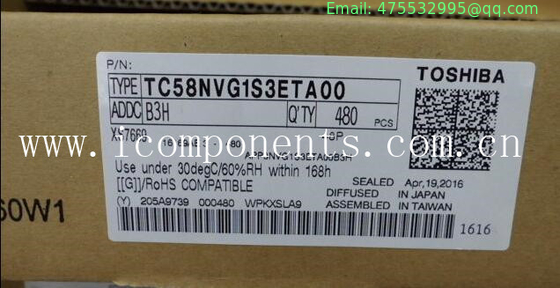 Email: 475532995@qq.com
P/N:
TOSHIBA
TYPE TC58NVG1S3ETA00
ADDC B3H Q'TY 480 PCS
www.icomponents.com.cn
Use under 30degC/60%RH within 168h
[[G]]/RoHS COMPATIBLE
SEALED Apr,19,2016
DIFFUSED IN JAPAN
ASSEMBLED IN TAIWAN
(Y) 205A9739 000480 WPKXSLA9
1616
60W1